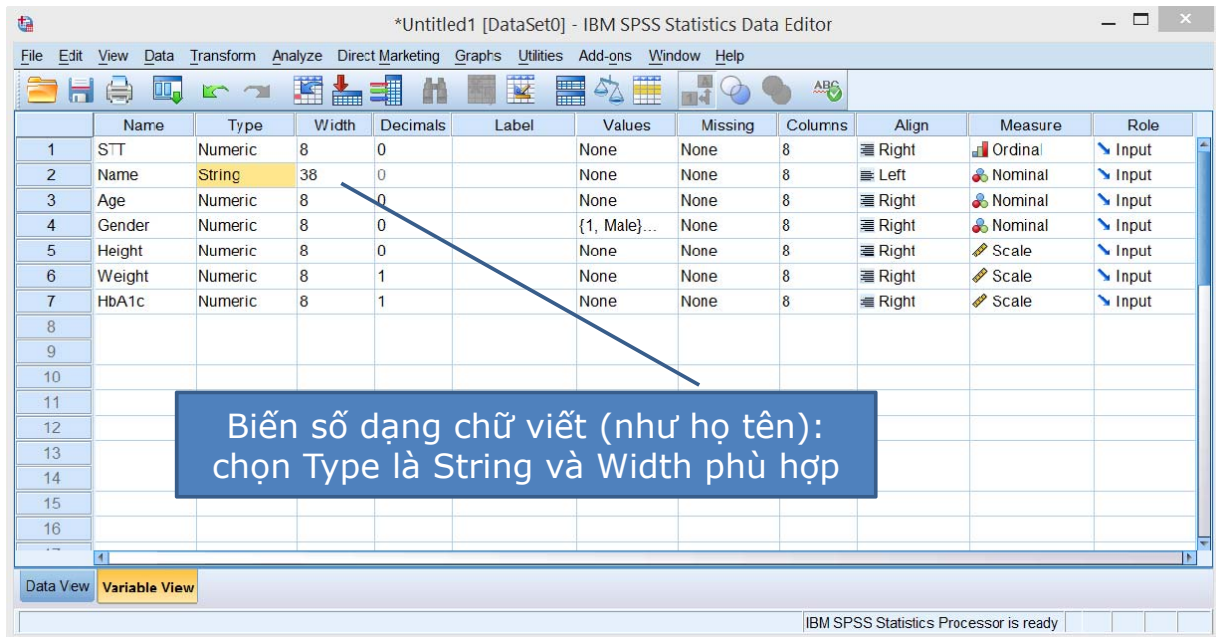 *Untitled1 [DataSet0] - IBM SPSS Statistics Data Editor
File Edit View Data Transform Analyze Direct Marketing Graphs Utilities Add-ons Window Help
Name Type Width Decimals Label Values Missing Columns Align Measure Role
1 STT Numeric 8 0 None None 8 Right Ordinal Input
2 Name String 38 0 None None 8 Left Nominal Input
3 Age Numeric 8 0 None None 8 Right Nominal Input
4 Gender Numeric 8 0 {1, Male}... None 8 Right Nominal Input
5 Height Numeric 8 0 None None 8 Right Scale Input
6 Weight Numeric 8 1 None None 8 Right Scale Input
7 HbA1c Numeric 8 1 None None 8 Right Scale Input
8
9
10
11
12
13
14
15
16
Biến số dạng chữ viết (như họ tên):
chọn Type là String và Width phù hợp
Data View Variable View
IBM SPSS Statistics Processor is ready